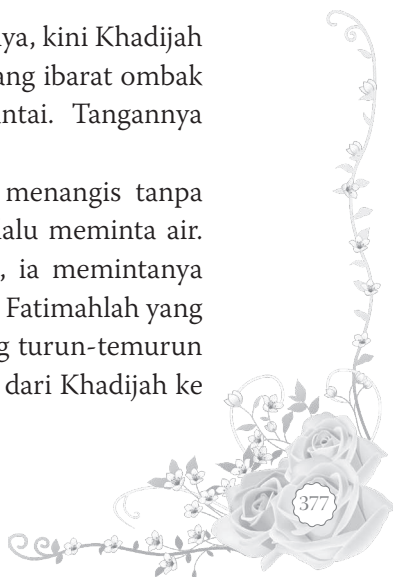 ya, kini Khadijah
ang ibarat ombak
ntai. Tangannya
menangis tanpa
alu meminta air.
, ia memintanya
Fatimahlah yang
g turun-temurun
dari Khadijah ke
377